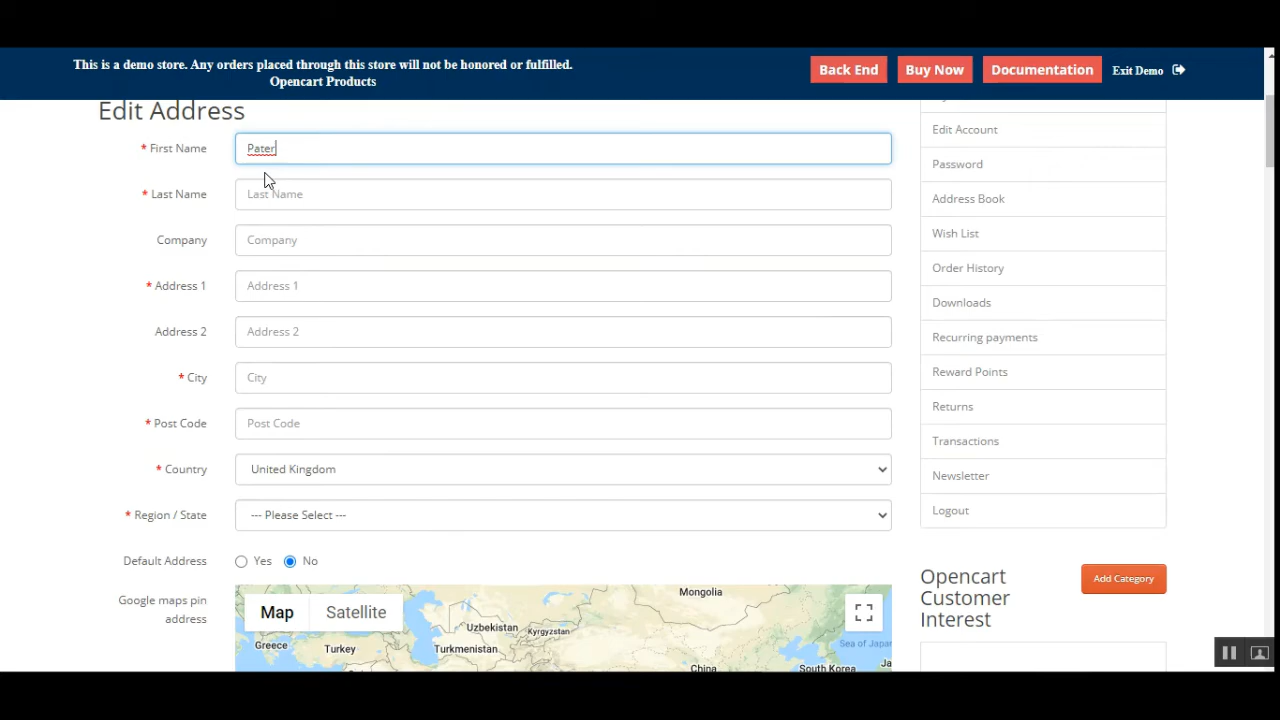 This is a demo store. Any orders placed through this store will not be honored or fulfilled.
Opencart Products
Back End
Buy Now
Documentation
Exit Demo
Edit Address
* First Name
Pater
* Last Name
Last Name
Company
Company
* Address 1
Address 1
Address 2
Address 2
* City
City
* Post Code
Post Code
* Country
United Kingdom
* Region / State
--- Please Select ---
Default Address
Yes
No
Google maps pin
address
Map
Satellite
Mongolia
Uzbekistan
Kyrgyzstan
Greece
Turkey
Turkmenistan
China
South Korea
Sea of Japan
Ja
Edit Account
Password
Address Book
Wish List
Order History
Downloads
Recurring payments
Reward Points
Returns
Transactions
Newsletter
Logout
Opencart
Customer
Interest
Add Category